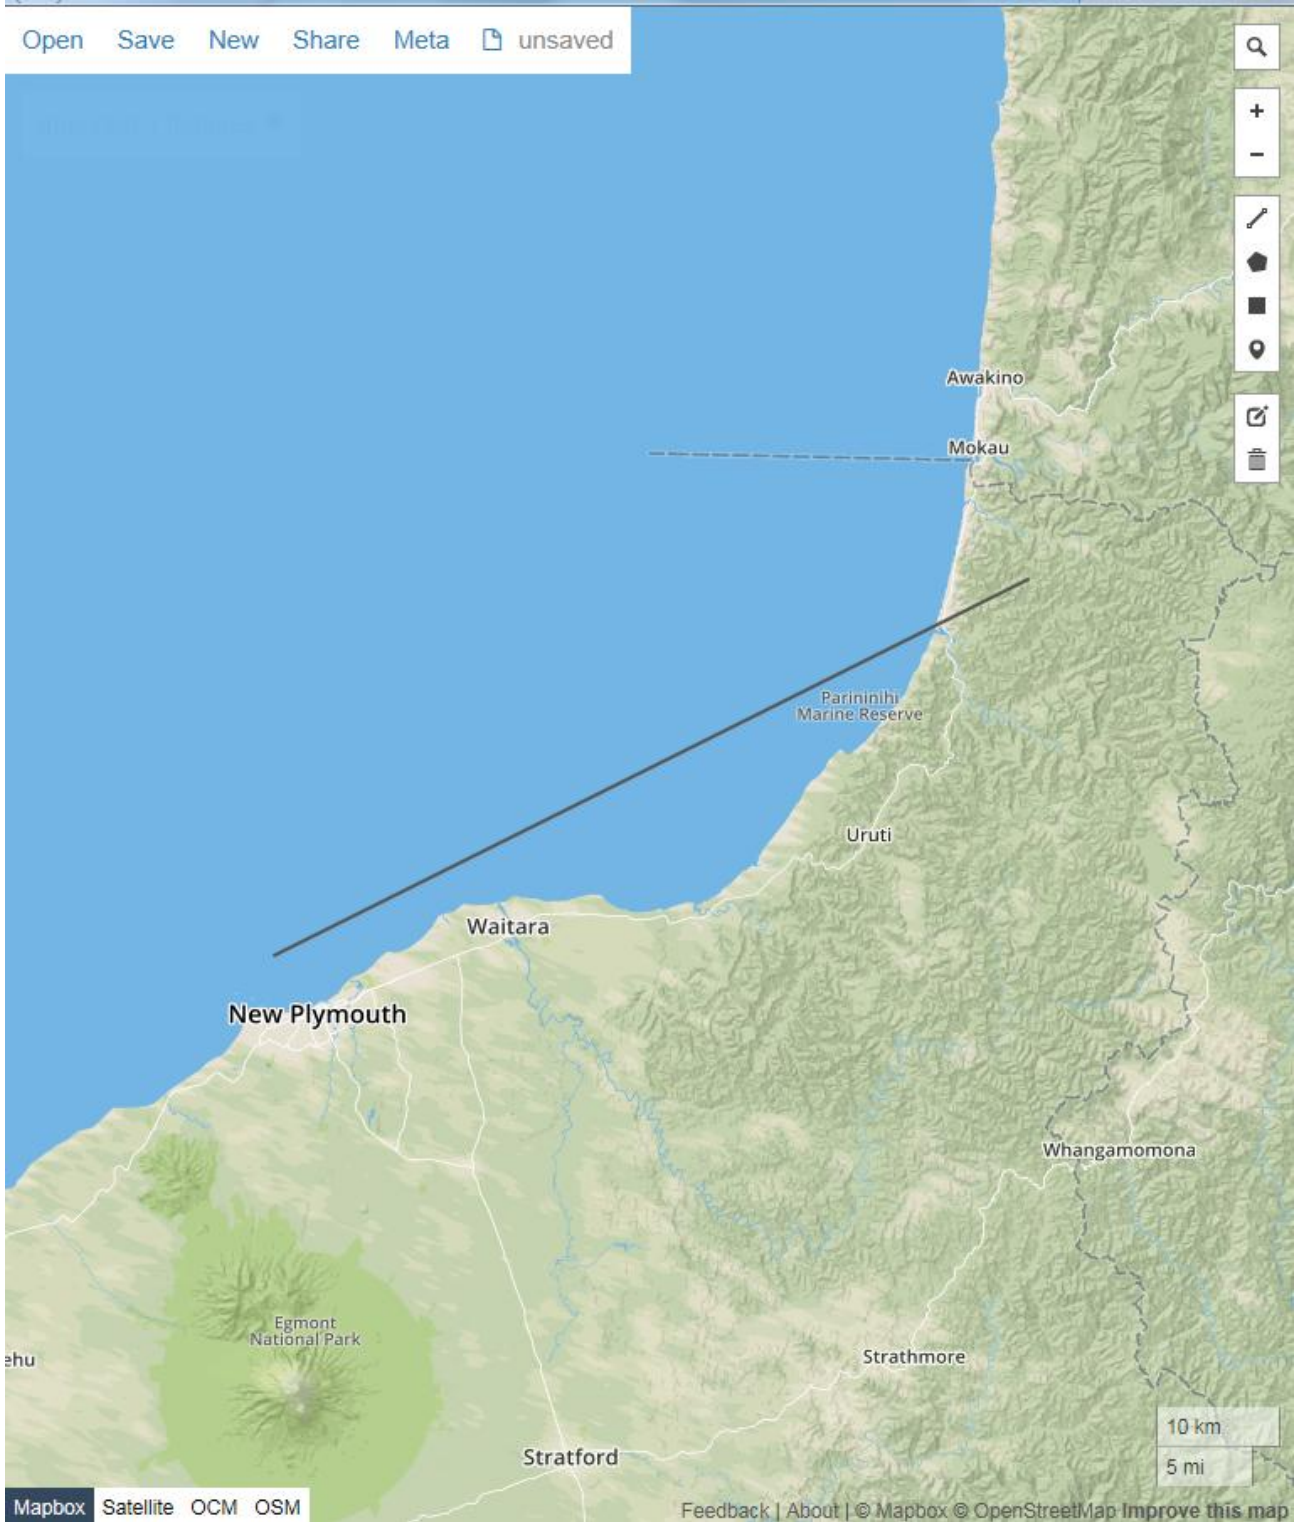 Open Save New Share Meta unsaved
Awakino
Mokau
Parininihi
Marine Reserve
Uruti
Waitara
New Plymouth
Whangamomona
Egmont
National Park
ehu
Strathmore
10 km
Stratford
5 mi
Mapbox Satellite OCM OSM
Feedback | About | © Mapbox © OpenStreetMap Improve this map